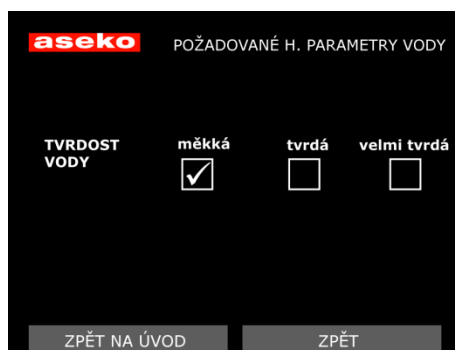 aseko
POŽADOVANÉ H. PARAMETRY VODY
TVRDOST
VODY
měkká
tvrdá
velmi tvrdá
ZPĚT NA ÚVOD
ZPĚT